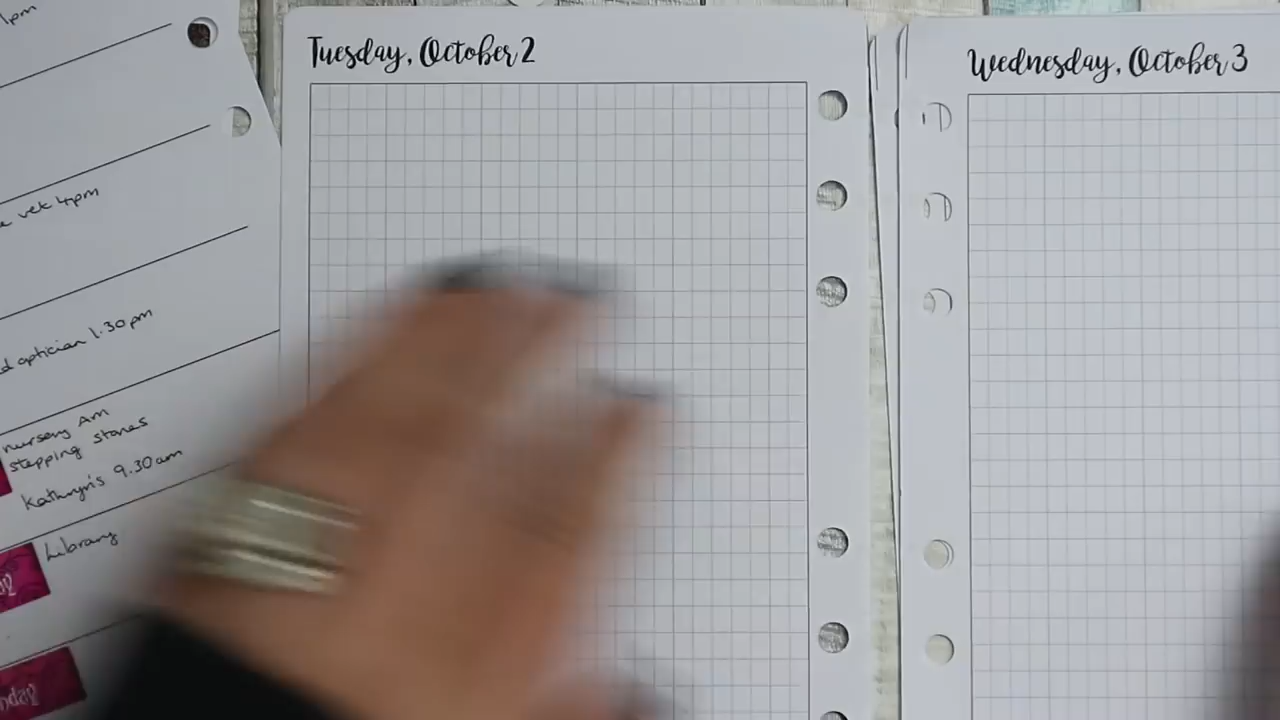 1pm
vet 4pm
optician 1.30pm
nursery AM
stepping stones
Kathryn's 9.30am
Library
Tuesday, October 2
Wednesday, October 3